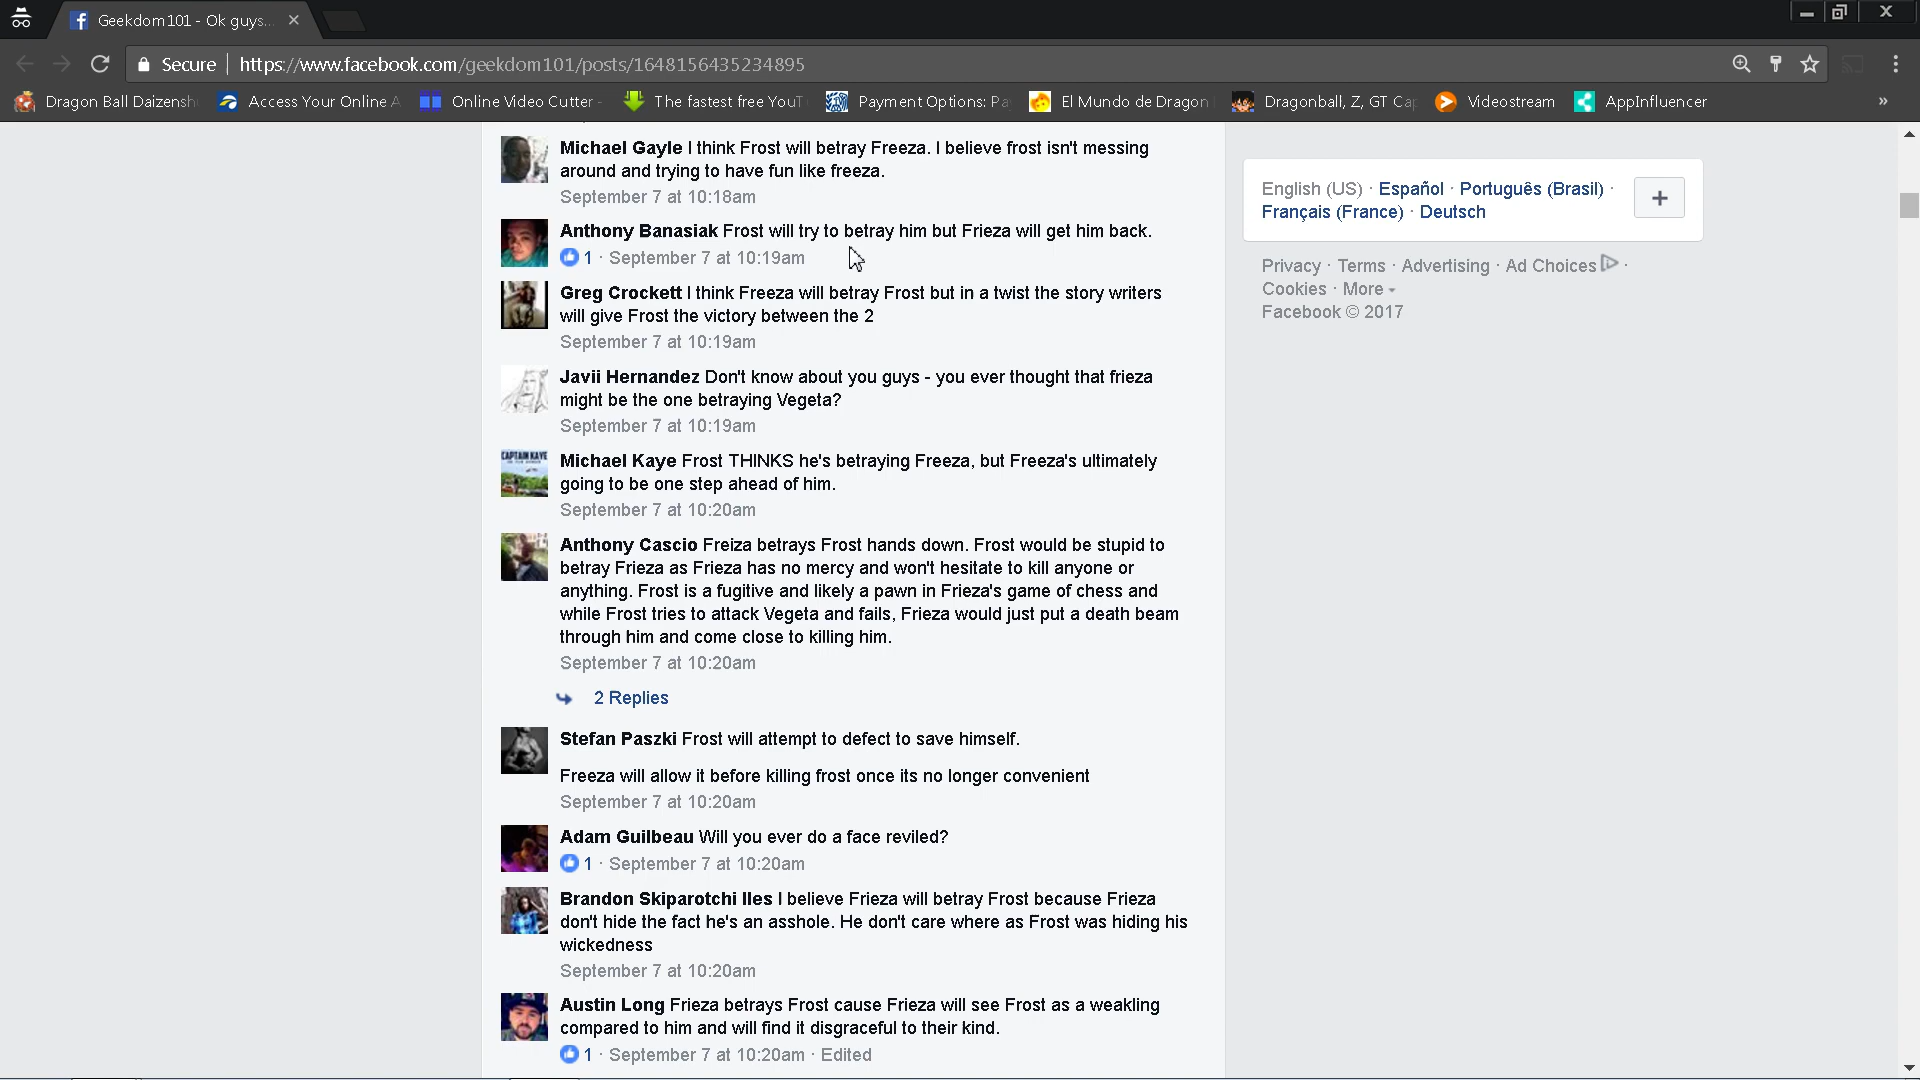 Geekdom101 - Ok guys...
Secure
https://www.facebook.com/geekdom101/posts/1648156435234895
Dragon Ball Daizensh
Access Your Online A
Online Video Cutter -
The fastest free YouT
Payment Options: Pa
El Mundo de Dragon
Dragonball, Z, GT Cap
Videostream
AppInfluencer
»
Michael Gayle I think Frost will betray Freeza. I believe frost isn't messing
around and trying to have fun like freeza.
September 7 at 10:18am
Anthony Banasiak Frost will try to betray him but Frieza will get him back.
1 · September 7 at 10:19am
Greg Crockett I think Freeza will betray Frost but in a twist the story writers
will give Frost the victory between the 2
September 7 at 10:19am
Javii Hernandez Don't know about you guys - you ever thought that frieza
might be the one betraying Vegeta?
September 7 at 10:19am
CAPTAIN KAYE
Michael Kaye Frost THINKS he's betraying Freeza, but Freeza's ultimately
going to be one step ahead of him.
September 7 at 10:20am
Anthony Cascio Freiza betrays Frost hands down. Frost would be stupid to
betray Frieza as Frieza has no mercy and won't hesitate to kill anyone or
anything. Frost is a fugitive and likely a pawn in Frieza's game of chess and
while Frost tries to attack Vegeta and fails, Frieza would just put a death beam
through him and come close to killing him.
September 7 at 10:20am
2 Replies
Stefan Paszki Frost will attempt to defect to save himself.
Freeza will allow it before killing frost once its no longer convenient
September 7 at 10:20am
Adam Guilbeau Will you ever do a face reviled?
1 · September 7 at 10:20am
Brandon Skiparotchi Iles I believe Frieza will betray Frost because Frieza
don't hide the fact he's an asshole. He don't care where as Frost was hiding his
wickedness
September 7 at 10:20am
Austin Long Frieza betrays Frost cause Frieza will see Frost as a weakling
compared to him and will find it disgraceful to their kind.
1 · September 7 at 10:20am · Edited
English (US) · Español · Português (Brasil) ·
Français (France) · Deutsch
+
Privacy · Terms · Advertising · Ad Choices ·
Cookies · More
Facebook © 2017